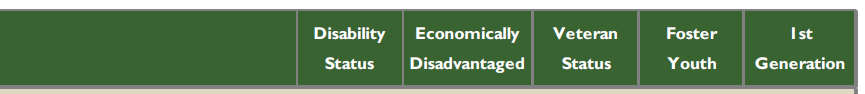 Disability Status
Economically Disadvantaged
Veteran Status
Foster Youth
1st Generation